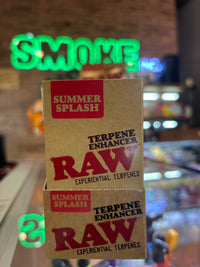 SMOKE
SUMMER
SPLASH
TERPENE
ENHANCER
RAW
EXPERIENTIAL TERPENES
SUMMER
SPLASH
TERPENE
ENHANCER
RAW
EXPERIENTIAL TERPENES